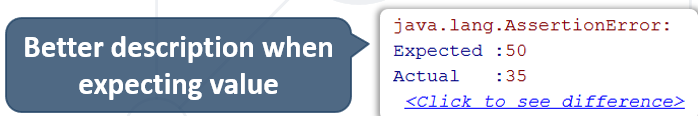 Better description when
expecting value
java.lang.AssertionError:
Expected :50
Actual   :35
<Click to see difference>